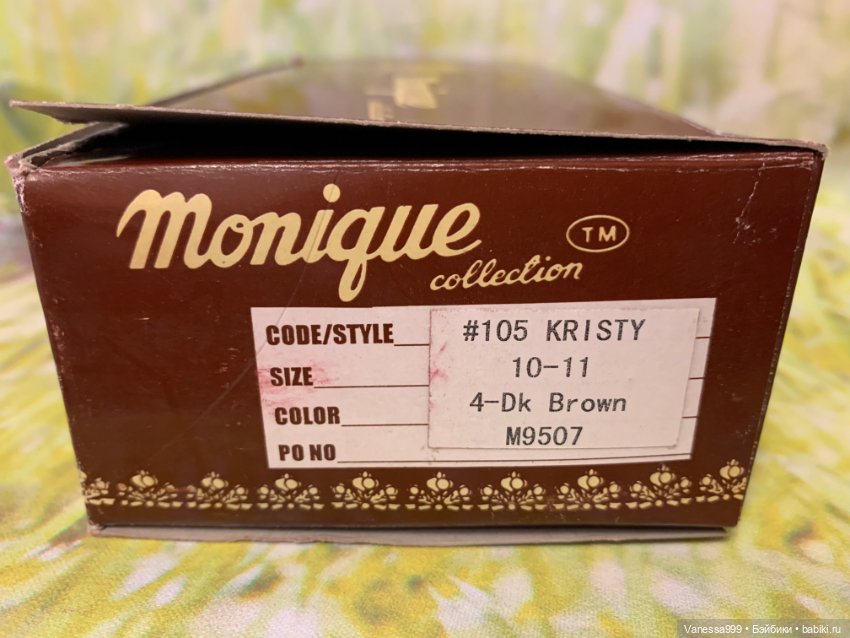 Monique
collection TM
CODE/STYLE #105 KRISTY
SIZE 10-11
COLOR 4-Dk Brown
PO NO M9507
Vanessa999 • Бэйбики • babiki.ru